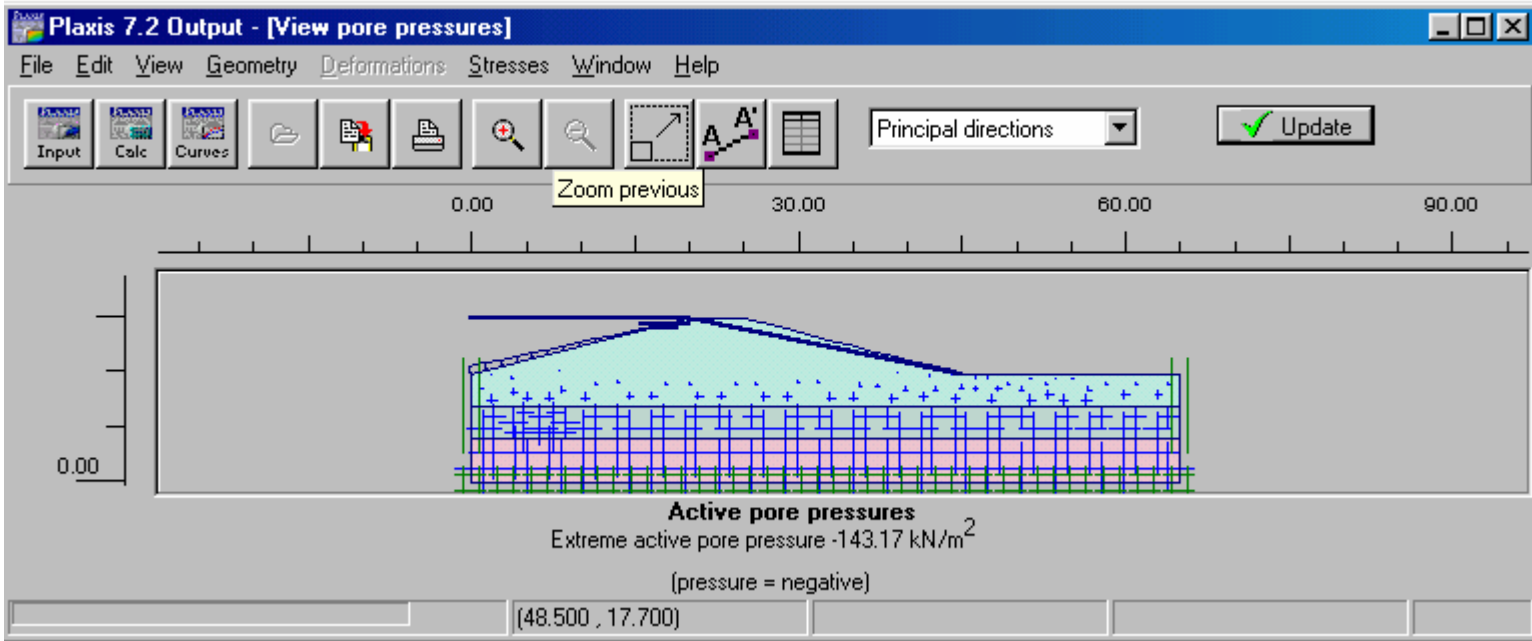 Plaxis 7.2 Output - [View pore pressures]
File Edit View Geometry Deformations Stresses Window Help
Input Calc Curves A A' Principal directions Update
Zoom previous
0.00 30.00 60.00 90.00
0.00
Active pore pressures
Extreme active pore pressure -143.17 kN/m²
(pressure = negative)
(48.500 , 17.700)